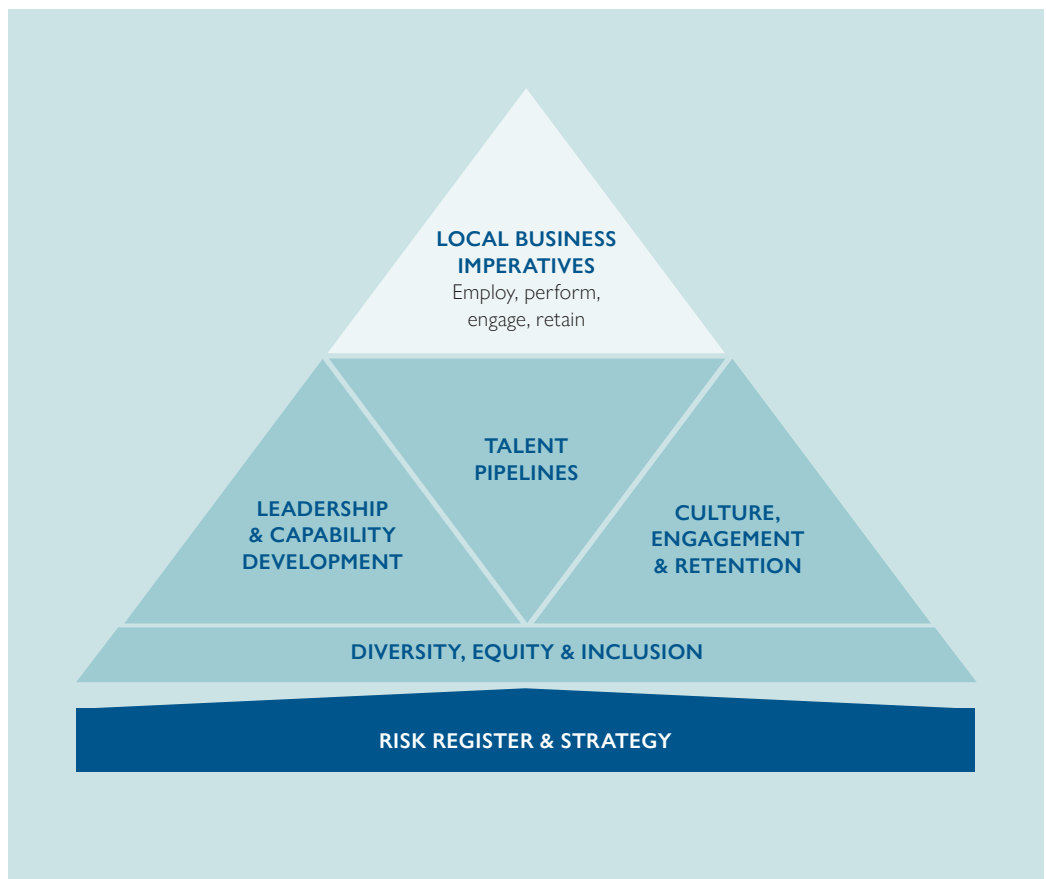 LOCAL BUSINESS
IMPERATIVES
Employ, perform,
engage, retain
TALENT
PIPELINES
LEADERSHIP
& CAPABILITY
DEVELOPMENT
CULTURE,
ENGAGEMENT
& RETENTION
DIVERSITY, EQUITY & INCLUSION
RISK REGISTER & STRATEGY